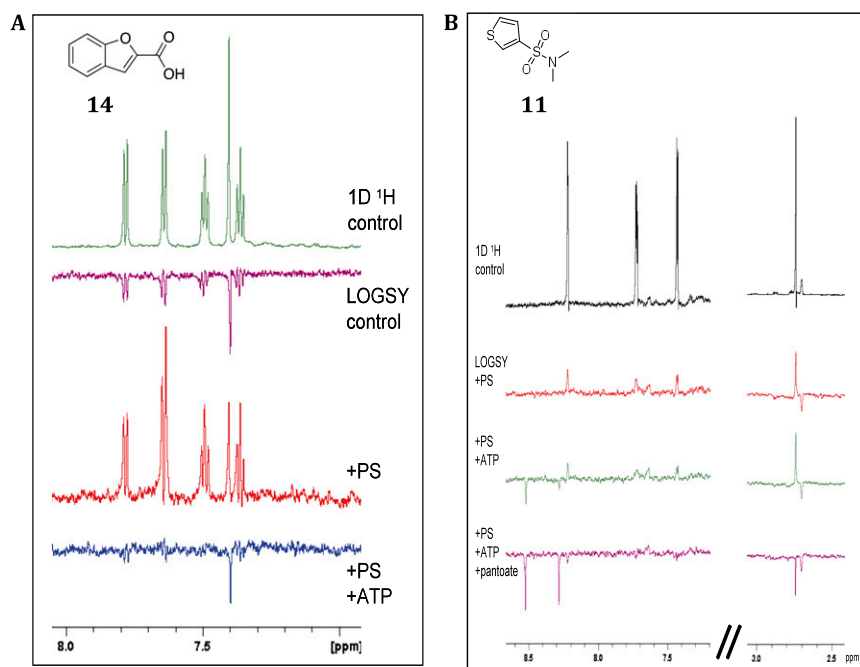 A
O
O
OH
14
1D ¹H
control
LOGSY
control
+PS
+PS
+ATP
8.0
7.5
[ppm]
B
S
O
S
N
O
11
1D ¹H
control
LOGSY
+PS
+PS
+ATP
+PS
+ATP
+pantoate
8.5
8.0
7.5
//
3.0
2.5
ppm